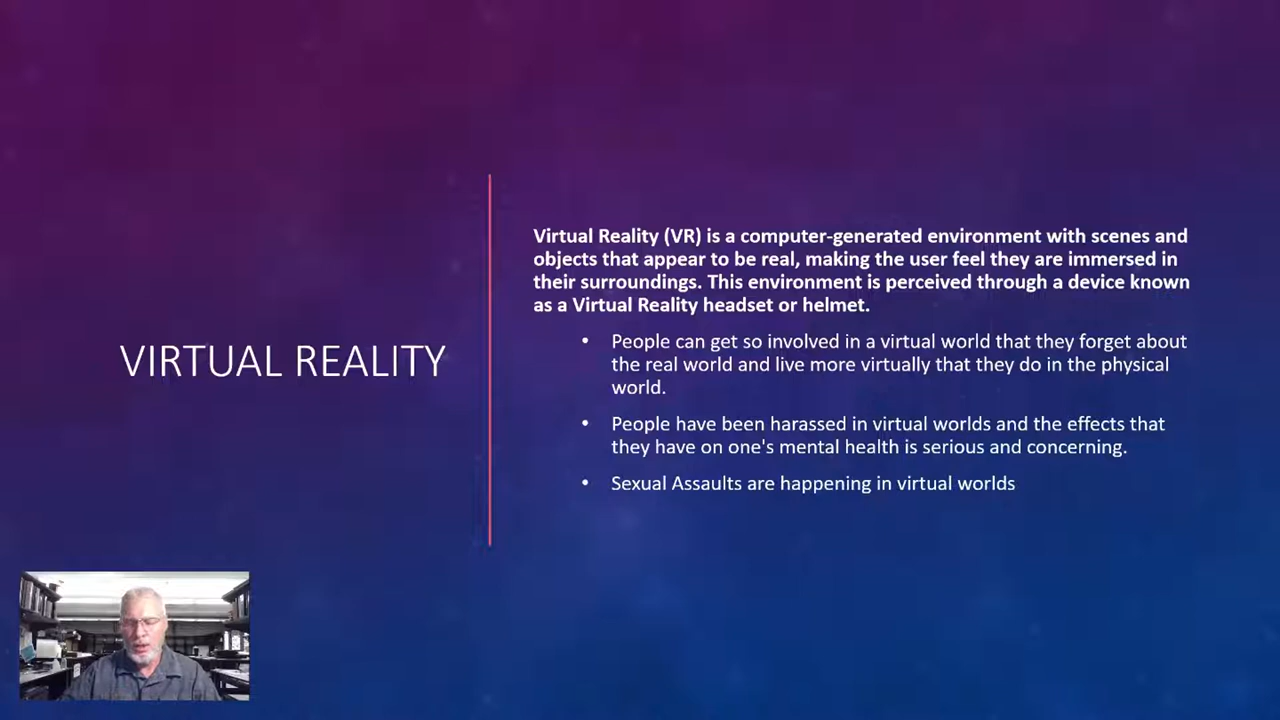 VIRTUAL REALITY
Virtual Reality (VR) is a computer-generated environment with scenes and
objects that appear to be real, making the user feel they are immersed in
their surroundings. This environment is perceived through a device known
as a Virtual Reality headset or helmet.
• People can get so involved in a virtual world that they forget about
the real world and live more virtually that they do in the physical
world.
• People have been harassed in virtual worlds and the effects that
they have on one's mental health is serious and concerning.
• Sexual Assaults are happening in virtual worlds